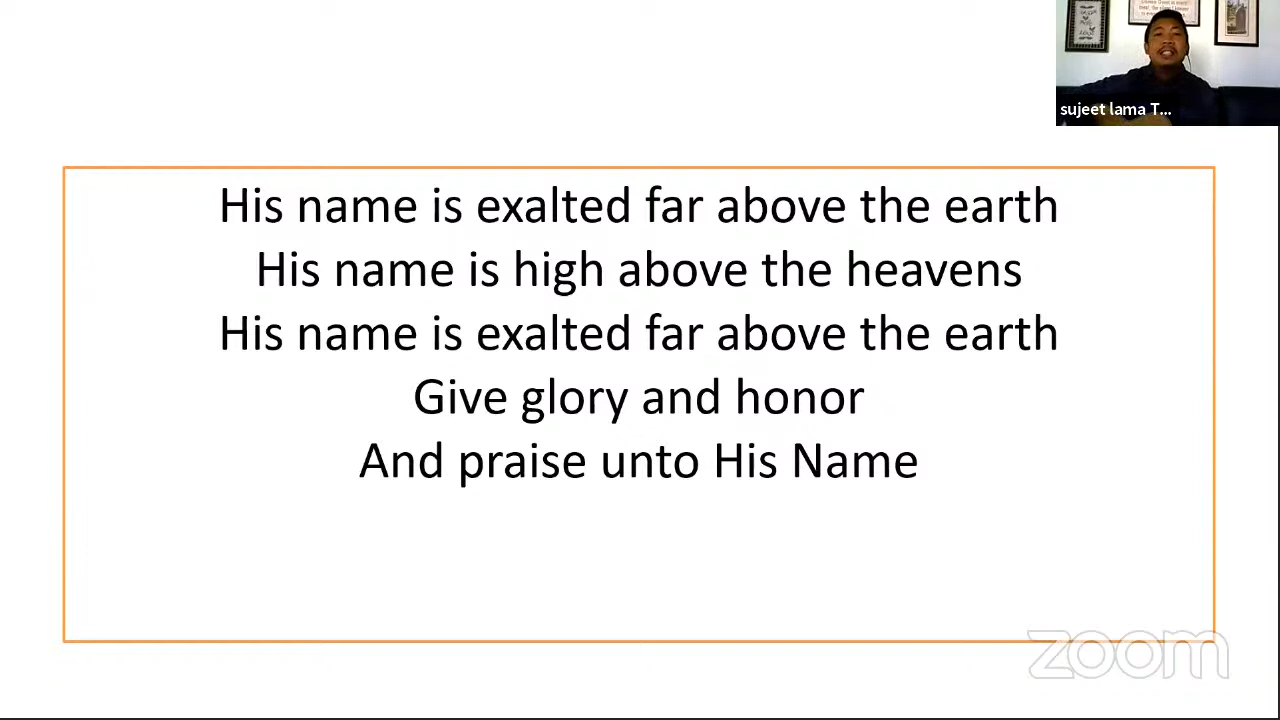 sujeet lama T...
His name is exalted far above the earth
His name is high above the heavens
His name is exalted far above the earth
Give glory and honor
And praise unto His Name
zoom